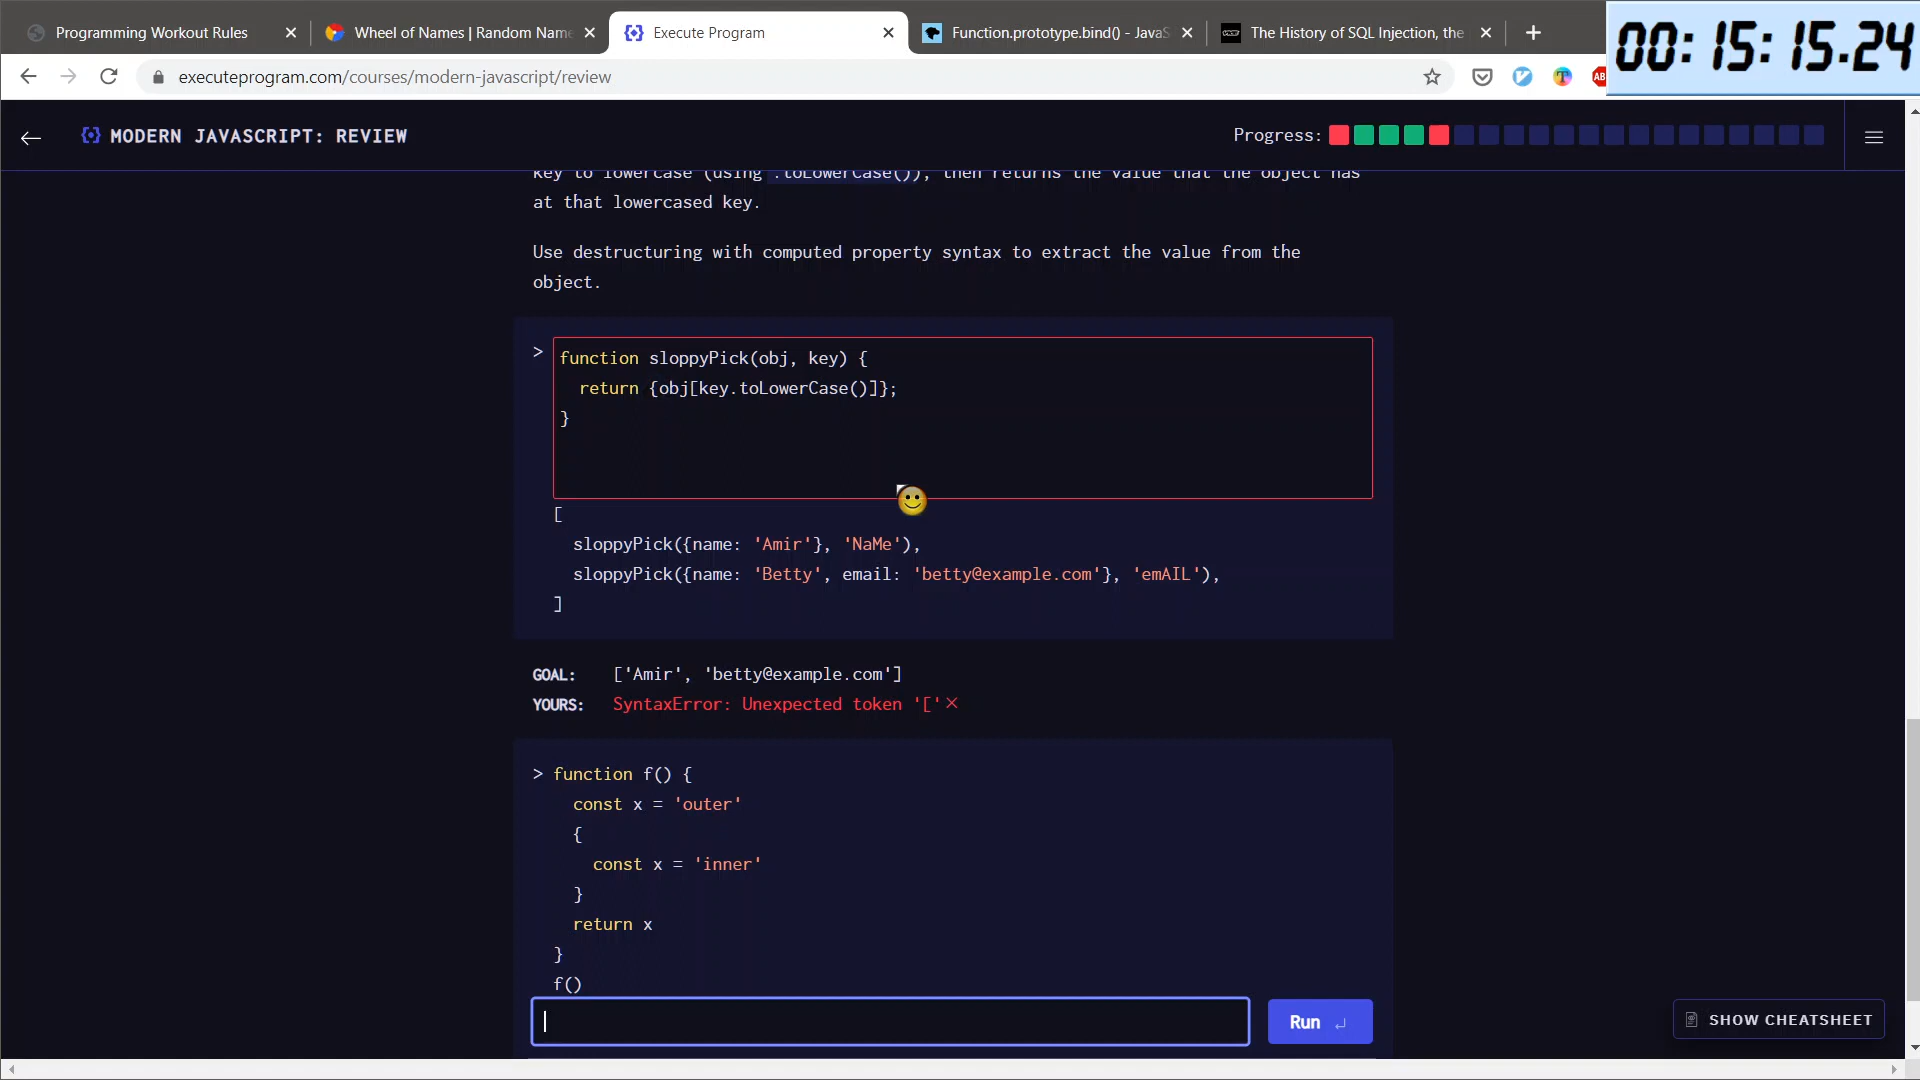 Programming Workout Rules
Wheel of Names | Random Name
Execute Program
Function.prototype.bind() - JavaS
The History of SQL Injection, the
00:15:15.24
executeprogram.com/courses/modern-javascript/review
MODERN JAVASCRIPT: REVIEW
Progress:
key to lowercase (using .toLowerCase()), then returns the value that the object has
at that lowercased key.
Use destructuring with computed property syntax to extract the value from the
object.
> function sloppyPick(obj, key) {
return {obj[key.toLowerCase()]};
}
[
sloppyPick({name: 'Amir'}, 'NaMe'),
sloppyPick({name: 'Betty', email: 'betty@example.com'}, 'emAIL'),
]
GOAL: ['Amir', 'betty@example.com']
YOURS: SyntaxError: Unexpected token '['
> function f() {
const x = 'outer'
{
const x = 'inner'
}
return x
}
f()
Run
SHOW CHEATSHEET